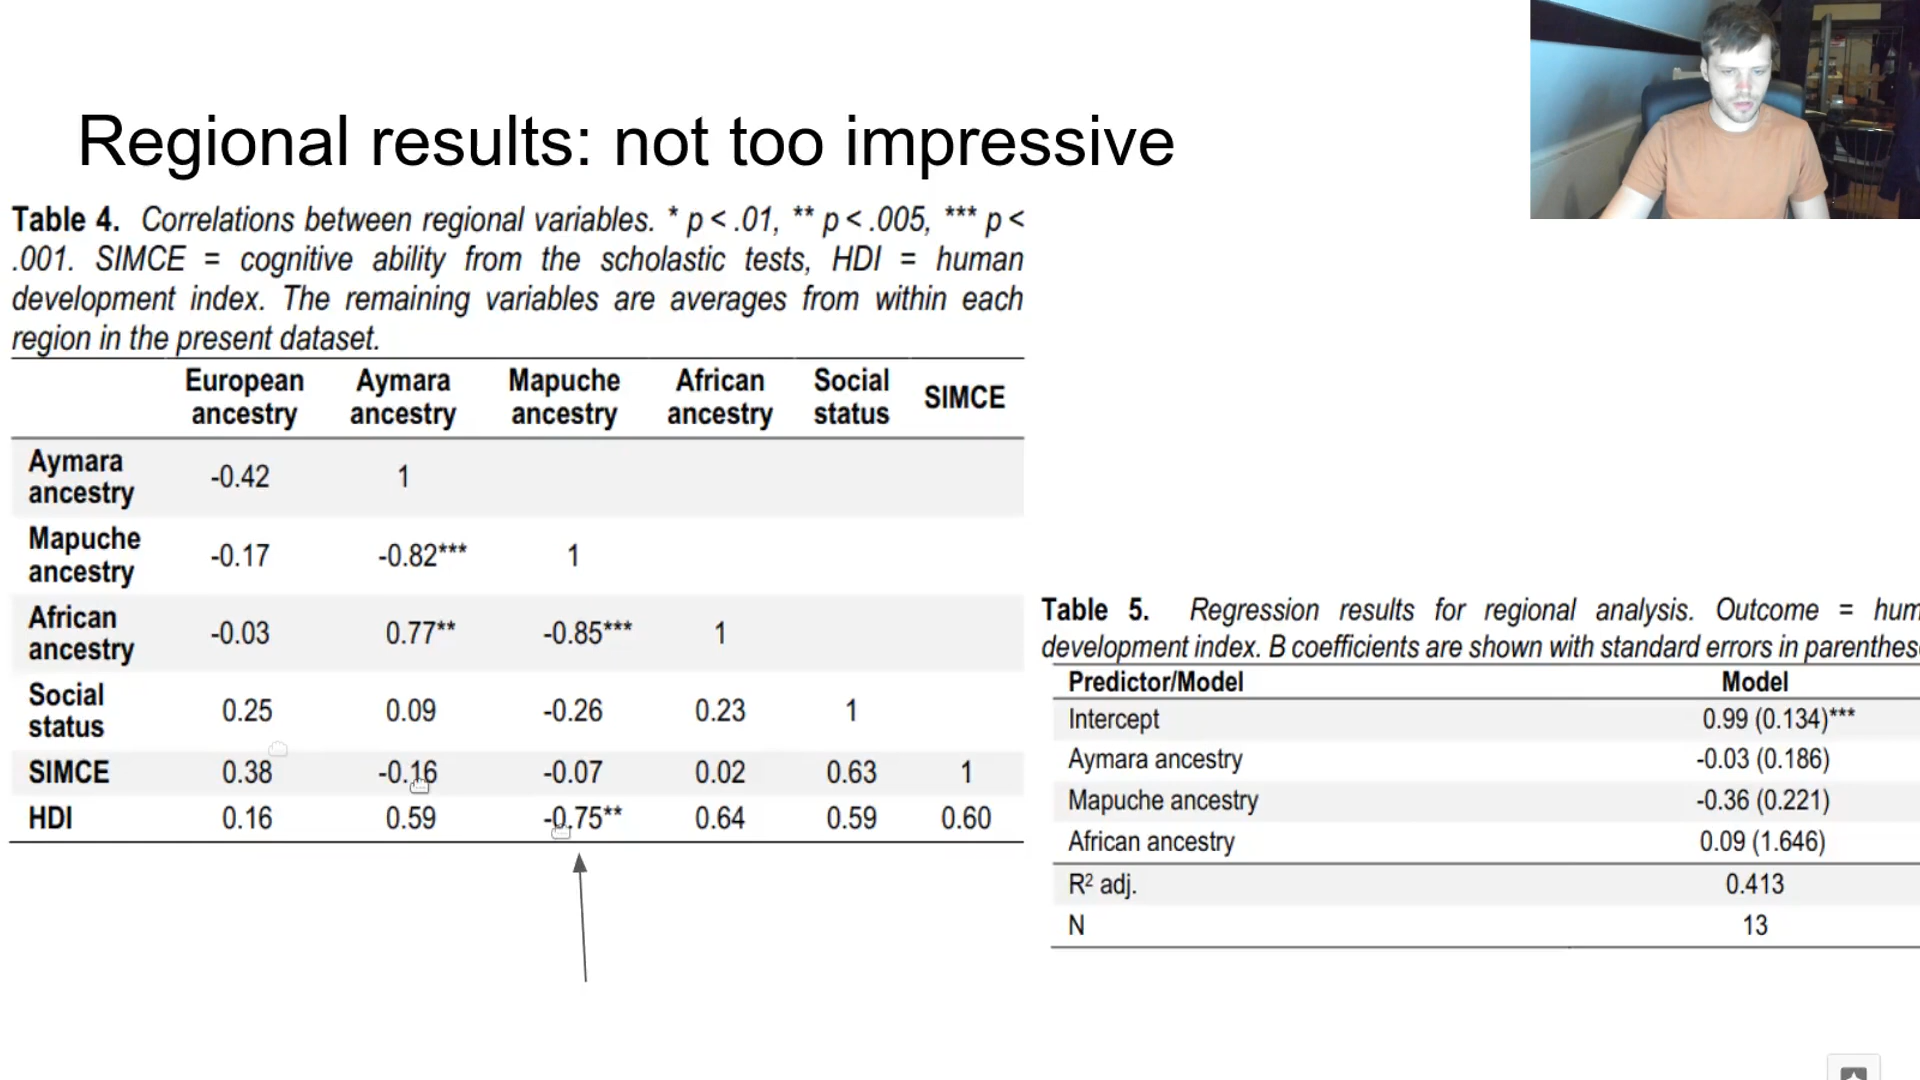 Regional results: not too impressive
Table 4. Correlations between regional variables. * p < .01, ** p < .005, *** p <
.001. SIMCE = cognitive ability from the scholastic tests, HDI = human
development index. The remaining variables are averages from within each
region in the present dataset.
European ancestry Aymara ancestry Mapuche ancestry African ancestry Social status SIMCE
Aymara ancestry -0.42 1
Mapuche ancestry -0.17 -0.82*** 1
African ancestry -0.03 0.77** -0.85*** 1
Social status 0.25 0.09 -0.26 0.23 1
SIMCE 0.38 -0.16 -0.07 0.02 0.63 1
HDI 0.16 0.59 -0.75** 0.64 0.59 0.60
Table 5. Regression results for regional analysis. Outcome = hum
development index. B coefficients are shown with standard errors in parenthes
Predictor/Model Model
Intercept 0.99 (0.134)***
Aymara ancestry -0.03 (0.186)
Mapuche ancestry -0.36 (0.221)
African ancestry 0.09 (1.646)
R² adj. 0.413
N 13